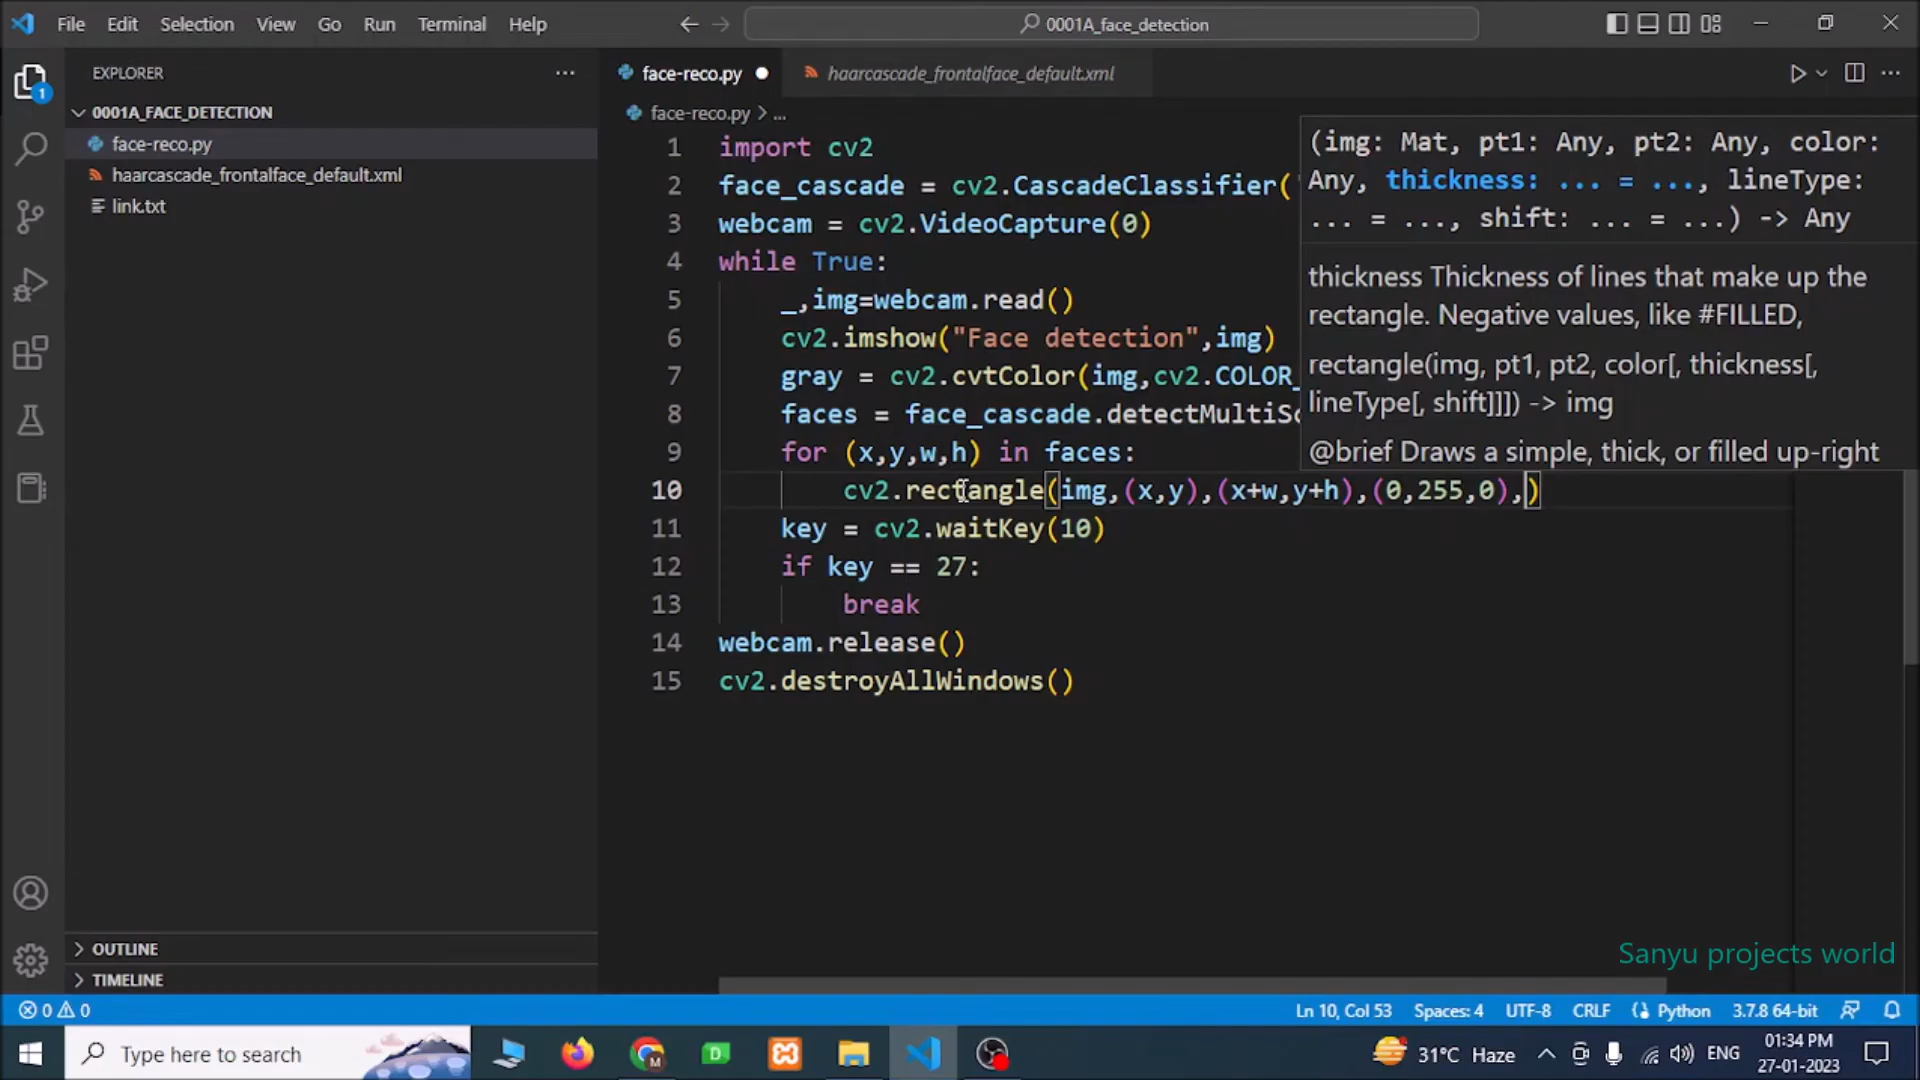 File Edit Selection View Go Run Terminal Help
0001A_face_detection
EXPLORER
0001A_FACE_DETECTION
face-reco.py
haarcascade_frontalface_default.xml
link.txt
OUTLINE
TIMELINE
face-reco.py
haarcascade_frontalface_default.xml
face-reco.py > ...
1 import cv2
2 face_cascade = cv2.CascadeClassifier(
3 webcam = cv2.VideoCapture(0)
4 while True:
5 _,img=webcam.read()
6 cv2.imshow("Face detection",img)
7 gray = cv2.cvtColor(img,cv2.COLOR_
8 faces = face_cascade.detectMultiSc
9 for (x,y,w,h) in faces:
10 cv2.rectangle(img,(x,y),(x+w,y+h),(0,255,0),)
11 key = cv2.waitKey(10)
12 if key == 27:
13 break
14 webcam.release()
15 cv2.destroyAllWindows()
(img: Mat, pt1: Any, pt2: Any, color:
Any, thickness: ... = ..., lineType:
... = ..., shift: ... = ...) -> Any
thickness Thickness of lines that make up the
rectangle. Negative values, like #FILLED,
rectangle(img, pt1, pt2, color[, thickness[,
lineType[, shift]]]) -> img
@brief Draws a simple, thick, or filled up-right
Sanyu projects world
0 0
Ln 10, Col 53 Spaces: 4 UTF-8 CRLF Python 3.7.8 64-bit
Type here to search
31°C Haze
ENG
01:34 PM
27-01-2023